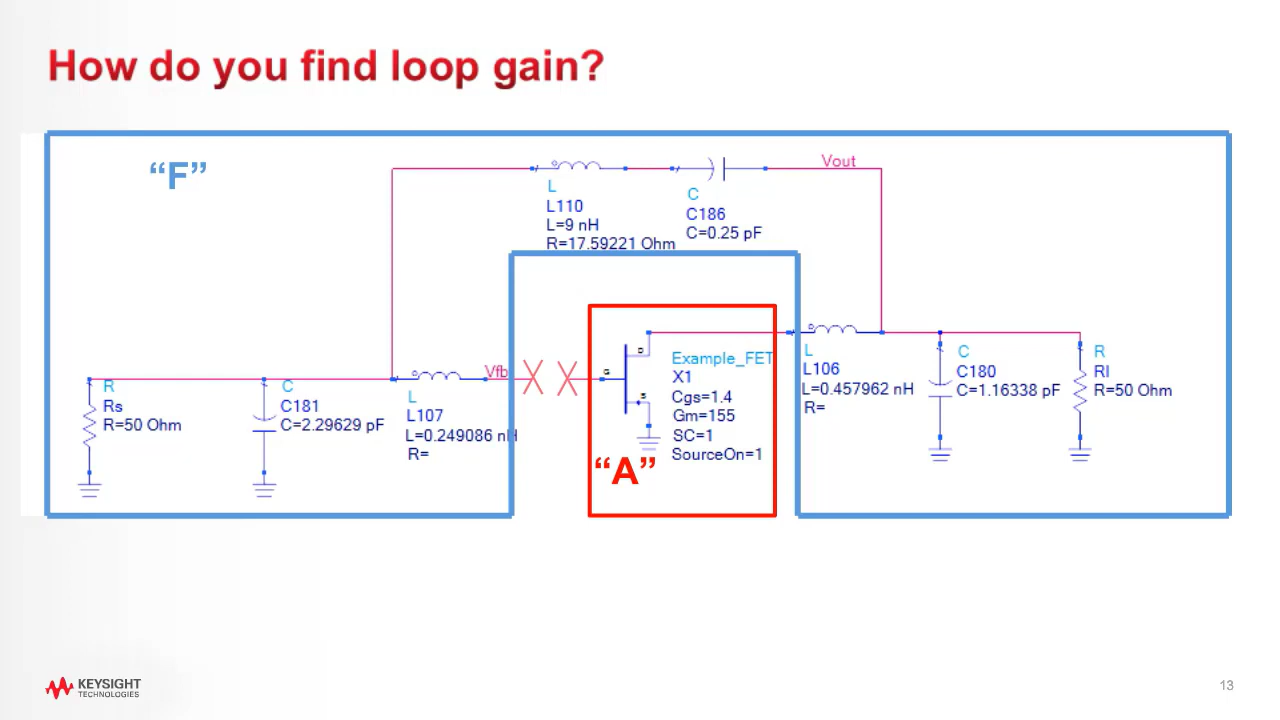 How do you find loop gain?
“F”
Vout
L
L110
L=9 nH
R=17.59221 Ohm
C
C186
C=0.25 pF
R
Rs
R=50 Ohm
C
C181
C=2.29629 pF
L
L107
L=0.249086 nH
R=
Vfb
G
D
S
Example_FET
X1
Cgs=1.4
Gm=155
SC=1
SourceOn=1
“A”
L
L106
L=0.457962 nH
R=
C
C180
C=1.16338 pF
R
Rl
R=50 Ohm
KEYSIGHT
TECHNOLOGIES
13